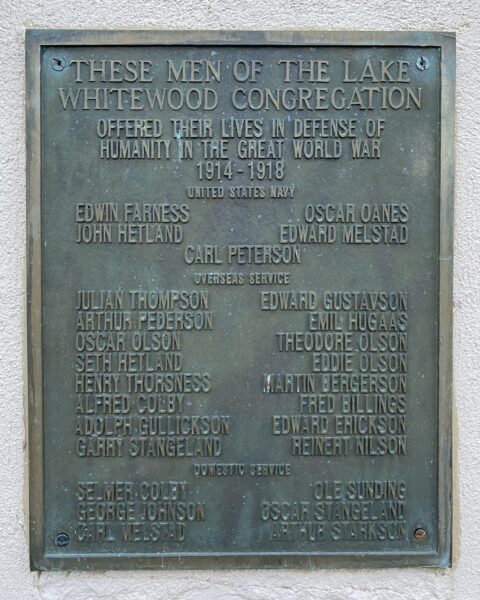 THESE MEN OF THE LAKE
WHITEWOOD CONGREGATION
OFFERED THEIR LIVES IN DEFENSE OF
HUMANITY IN THE GREAT WORLD WAR
1914-1918
UNITED STATES NAVY
EDWIN FARNESS OSCAR OANES
JOHN HETLAND EDWARD MELSTAD
CARL PETERSON
OVERSEAS SERVICE
JULIAN THOMPSON EDWARD GUSTAVSON
ARTHUR PEDERSON EMIL HUGAAS
OSCAR OLSON THEODORE OLSON
SETH HETLAND EDDIE OLSON
HENRY THORSNESS MARTIN BERGERSON
ALFRED COLBY FRED BILLINGS
ADOLPH GULLICKSON EDWARD ERICKSON
GARRY STANGELAND REINERT NILSON
DOMESTIC SERVICE
SELMER COLBY OLE SUNDING
GEORGE JOHNSON OSCAR STANGELAND
CARL MELSTAD ARTHUR STARKSON